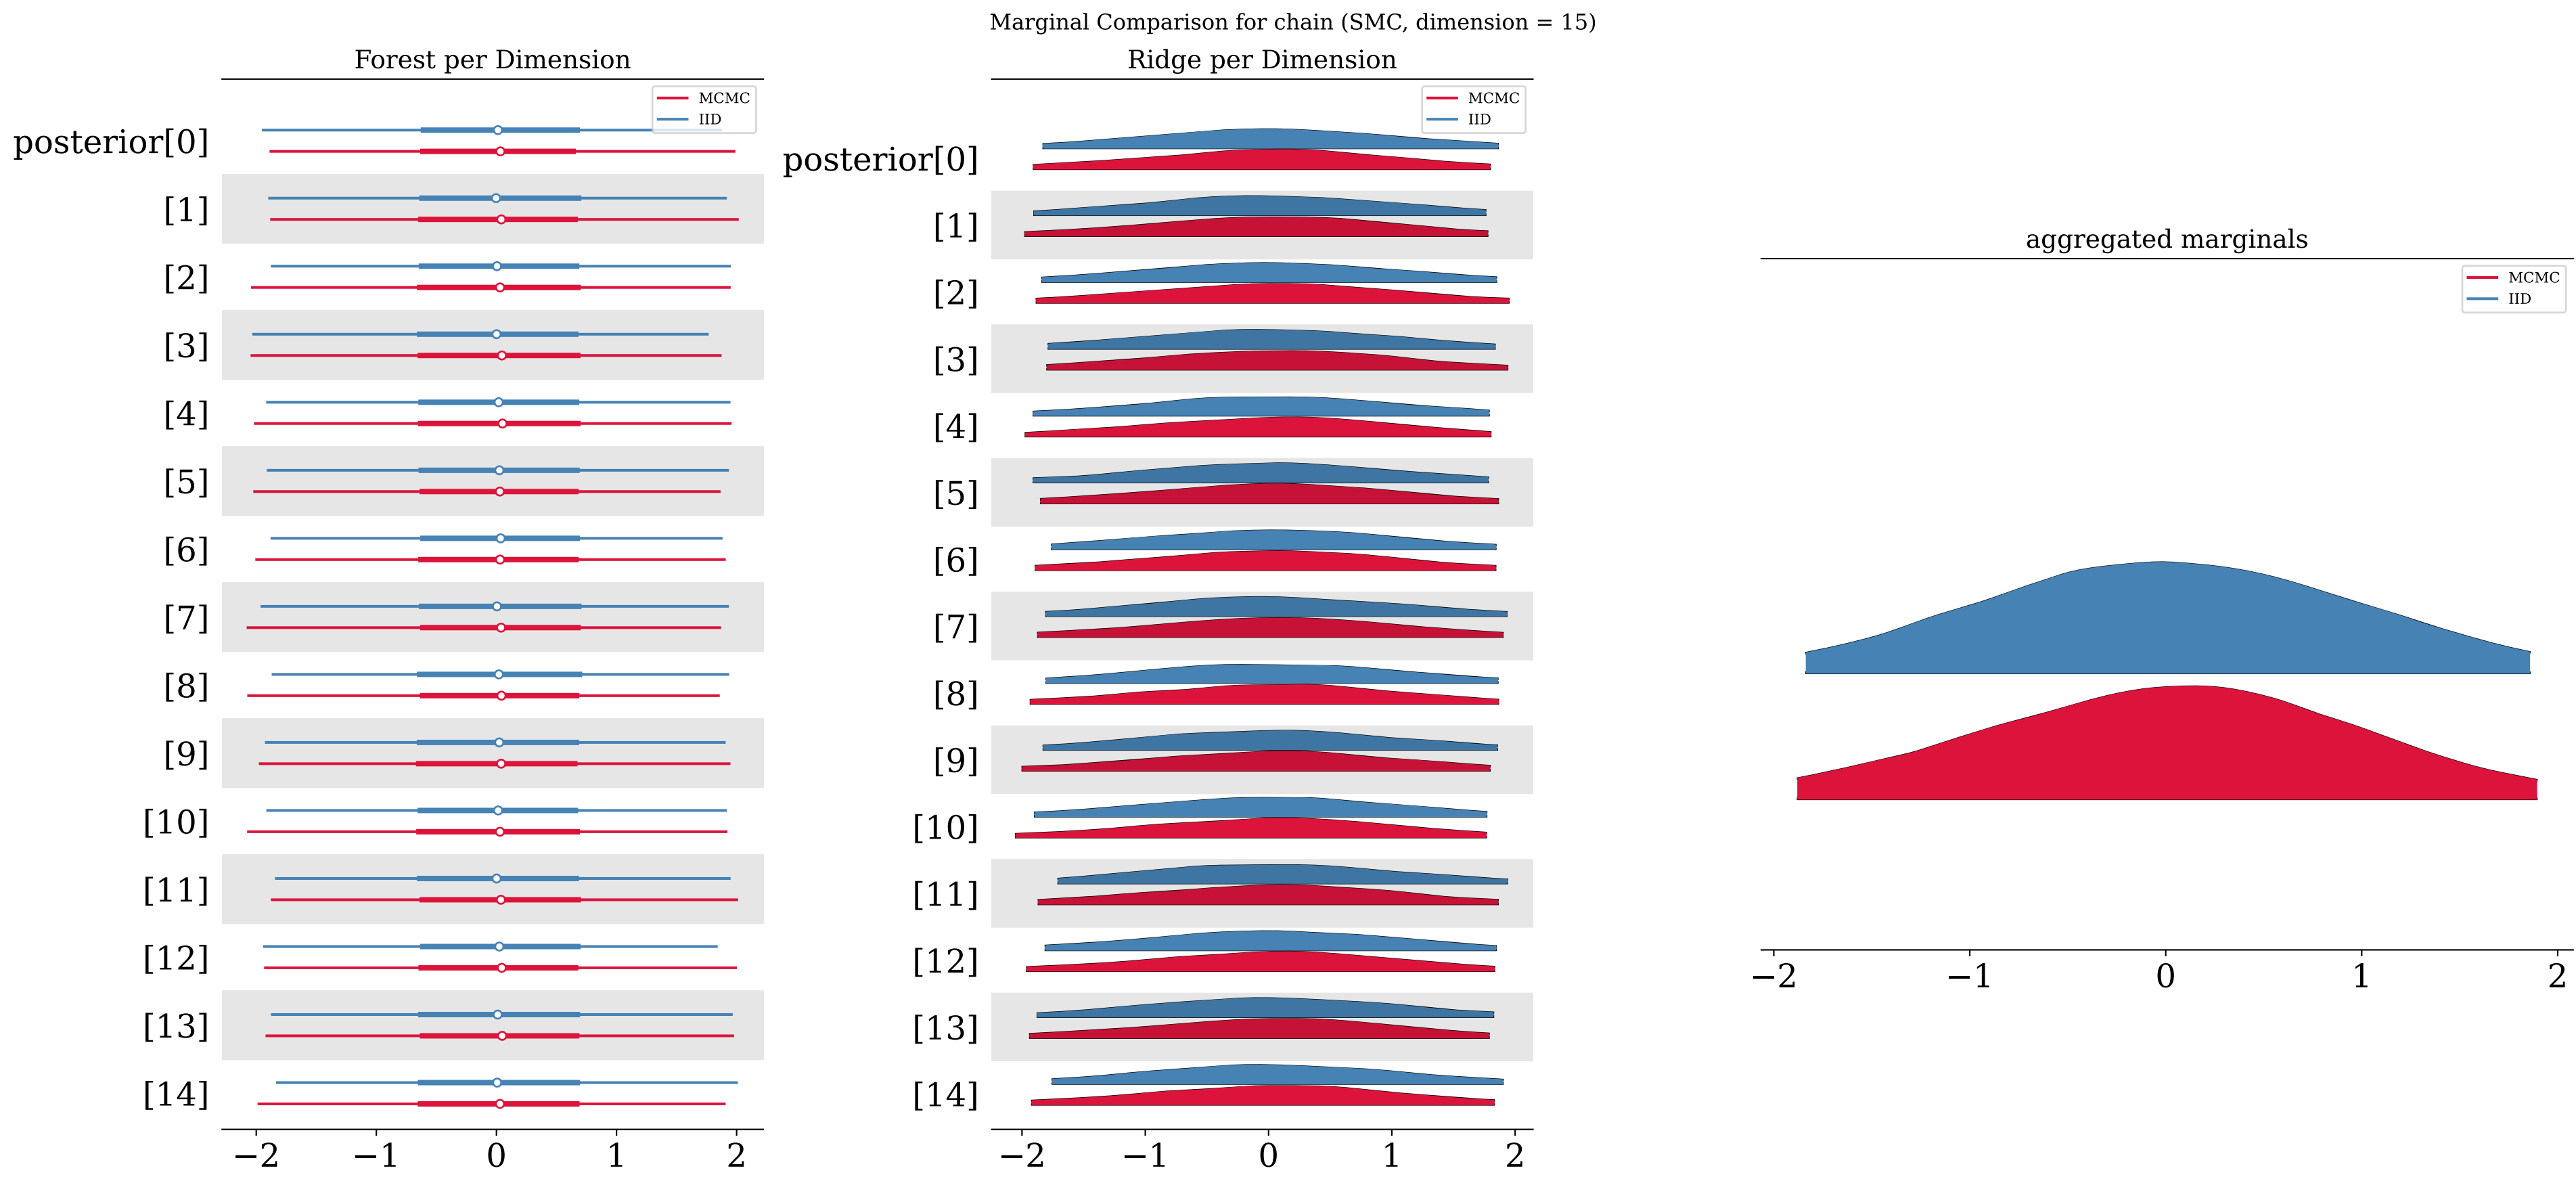 Marginal Comparison for chain (SMC, dimension = 15)
Forest per Dimension
MCMC
IID
posterior[0]
[1]
[2]
[3]
[4]
[5]
[6]
[7]
[8]
[9]
[10]
[11]
[12]
[13]
[14]
−2 −1 0 1 2
Ridge per Dimension
MCMC
IID
posterior[0]
[1]
[2]
[3]
[4]
[5]
[6]
[7]
[8]
[9]
[10]
[11]
[12]
[13]
[14]
−2 −1 0 1 2
aggregated marginals
MCMC
IID
−2 −1 0 1 2